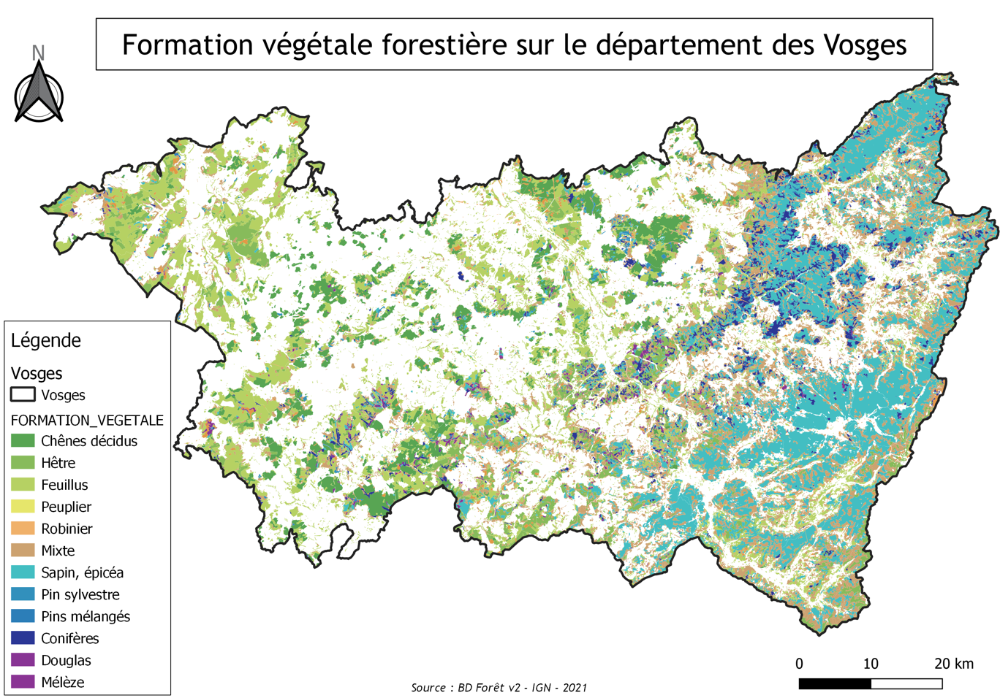 Formation végétale forestière sur le département des Vosges
N
Légende
Vosges
Vosges
FORMATION_VEGETALE
Chênes décidus
Hêtre
Feuillus
Peuplier
Robinier
Mixte
Sapin, épicéa
Pin sylvestre
Pins mélangés
Conifères
Douglas
Mélèze
0 10 20 km
Source : BD Forêt v2 - IGN - 2021